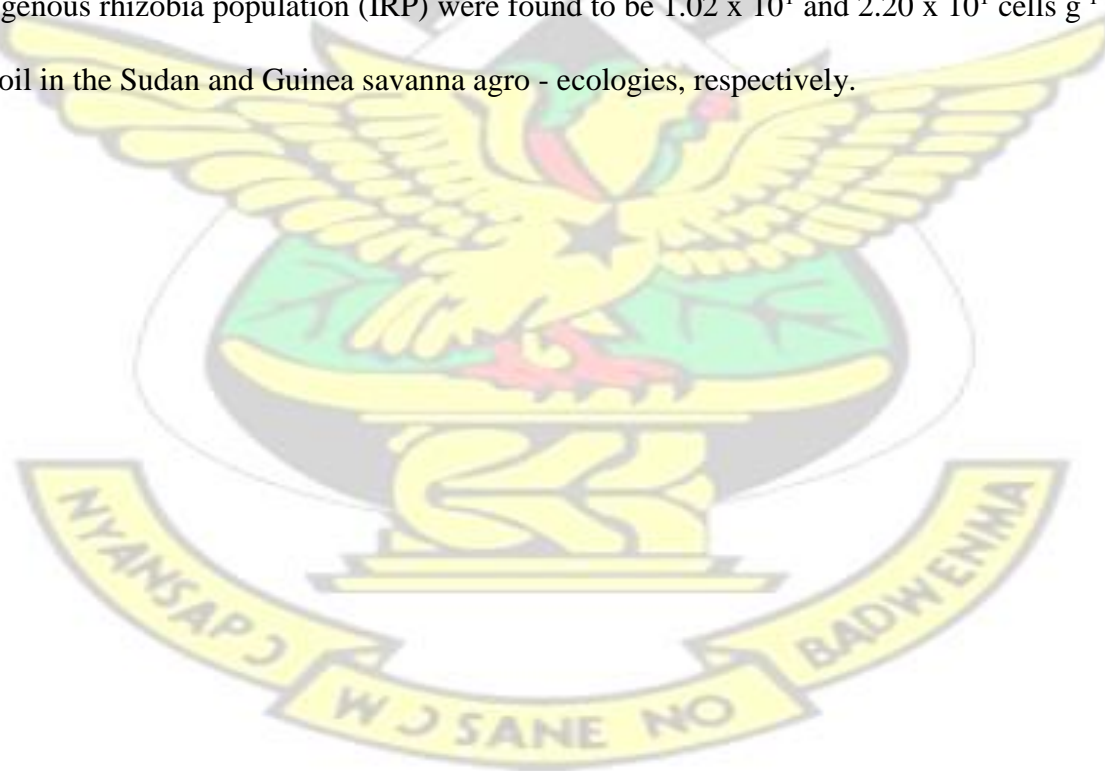 genous rhizobia population (IRP) were found to be 1.02 x 10¹ and 2.20 x 10¹ cells g⁻¹
oil in the Sudan and Guinea savanna agro - ecologies, respectively.
NYANSAPƆ WƆSANE NO BADWENMA